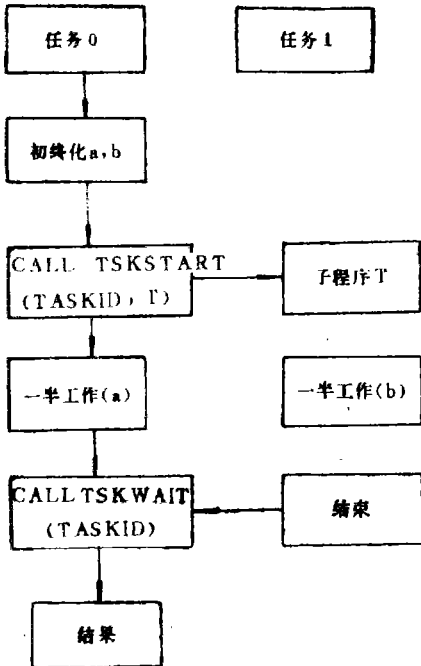 任务0
任务1
初终化a,b
CALL TSKSTART
(TASKID, T)
子程序T
一半工作(a)
一半工作(b)
CALL TSKWAIT
(TASKID)
结束
结果